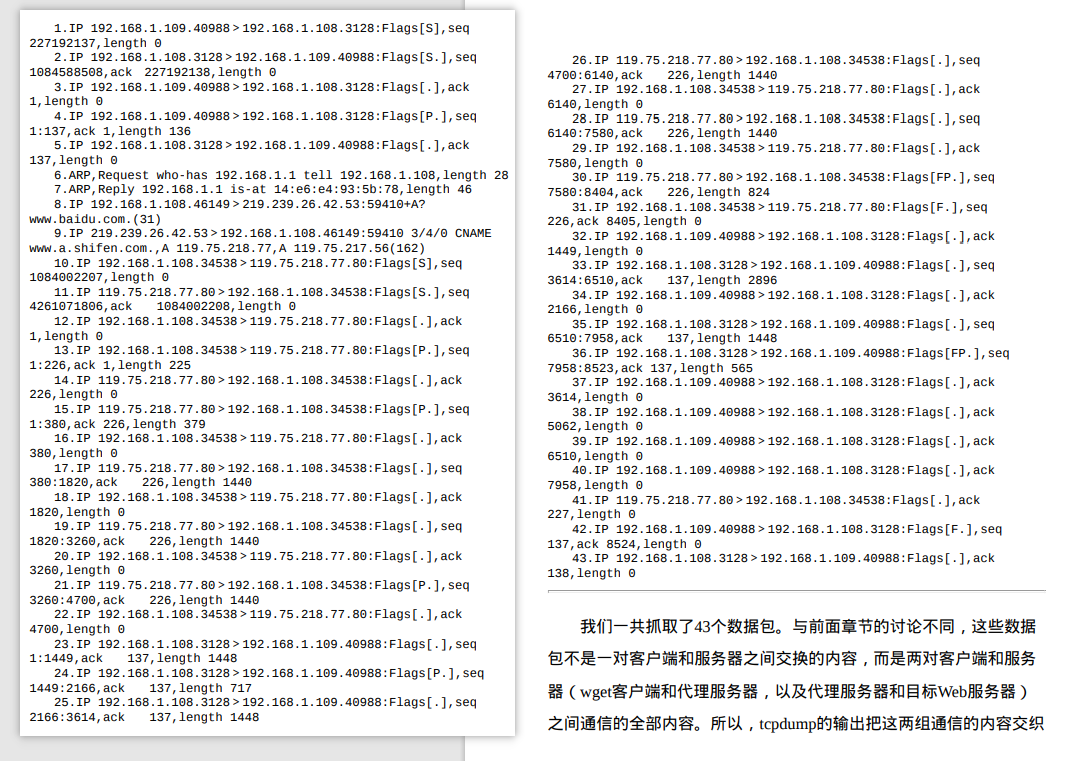 1.IP 192.168.1.109.40988>192.168.1.108.3128:Flags[S],seq
227192137,length 0
2.IP 192.168.1.108.3128>192.168.1.109.40988:Flags[S.],seq
1084588508,ack 227192138,length 0
3.IP 192.168.1.109.40988>192.168.1.108.3128:Flags[.],ack
1,length 0
4.IP 192.168.1.109.40988>192.168.1.108.3128:Flags[P.],seq
1:137,ack 1,length 136
5.IP 192.168.1.108.3128>192.168.1.109.40988:Flags[.],ack
137,length 0
6.ARP,Request who-has 192.168.1.1 tell 192.168.1.108,length 28
7.ARP,Reply 192.168.1.1 is-at 14:e6:e4:93:5b:78,length 46
8.IP 192.168.1.108.46149>219.239.26.42.53:59410+A?
www.baidu.com.(31)
9.IP 219.239.26.42.53>192.168.1.108.46149:59410 3/4/0 CNAME
www.a.shifen.com.,A 119.75.218.77,A 119.75.217.56(162)
10.IP 192.168.1.108.34538>119.75.218.77.80:Flags[S],seq
1084002207,length 0
11.IP 119.75.218.77.80>192.168.1.108.34538:Flags[S.],seq
4261071806,ack 1084002208,length 0
12.IP 192.168.1.108.34538>119.75.218.77.80:Flags[.],ack
1,length 0
13.IP 192.168.1.108.34538>119.75.218.77.80:Flags[P.],seq
1:226,ack 1,length 225
14.IP 119.75.218.77.80>192.168.1.108.34538:Flags[.],ack
226,length 0
15.IP 119.75.218.77.80>192.168.1.108.34538:Flags[P.],seq
1:380,ack 226,length 379
16.IP 192.168.1.108.34538>119.75.218.77.80:Flags[.],ack
380,length 0
17.IP 119.75.218.77.80>192.168.1.108.34538:Flags[.],seq
380:1820,ack 226,length 1440
18.IP 192.168.1.108.34538>119.75.218.77.80:Flags[.],ack
1820,length 0
19.IP 119.75.218.77.80>192.168.1.108.34538:Flags[.],seq
1820:3260,ack 226,length 1440
20.IP 192.168.1.108.34538>119.75.218.77.80:Flags[.],ack
3260,length 0
21.IP 119.75.218.77.80>192.168.1.108.34538:Flags[P.],seq
3260:4700,ack 226,length 1440
22.IP 192.168.1.108.34538>119.75.218.77.80:Flags[.],ack
4700,length 0
23.IP 192.168.1.108.3128>192.168.1.109.40988:Flags[.],seq
1:1449,ack 137,length 1448
24.IP 192.168.1.108.3128>192.168.1.109.40988:Flags[P.],seq
1449:2166,ack 137,length 717
25.IP 192.168.1.108.3128>192.168.1.109.40988:Flags[.],seq
2166:3614,ack 137,length 1448
26.IP 119.75.218.77.80>192.168.1.108.34538:Flags[.],seq
4700:6140,ack 226,length 1440
27.IP 192.168.1.108.34538>119.75.218.77.80:Flags[.],ack
6140,length 0
28.IP 119.75.218.77.80>192.168.1.108.34538:Flags[.],seq
6140:7580,ack 226,length 1440
29.IP 192.168.1.108.34538>119.75.218.77.80:Flags[.],ack
7580,length 0
30.IP 119.75.218.77.80>192.168.1.108.34538:Flags[FP.],seq
7580:8404,ack 226,length 824
31.IP 192.168.1.108.34538>119.75.218.77.80:Flags[F.],seq
226,ack 8405,length 0
32.IP 192.168.1.109.40988>192.168.1.108.3128:Flags[.],ack
1449,length 0
33.IP 192.168.1.108.3128>192.168.1.109.40988:Flags[.],seq
3614:6510,ack 137,length 2896
34.IP 192.168.1.109.40988>192.168.1.108.3128:Flags[.],ack
2166,length 0
35.IP 192.168.1.108.3128>192.168.1.109.40988:Flags[.],seq
6510:7958,ack 137,length 1448
36.IP 192.168.1.108.3128>192.168.1.109.40988:Flags[FP.],seq
7958:8523,ack 137,length 565
37.IP 192.168.1.109.40988>192.168.1.108.3128:Flags[.],ack
3614,length 0
38.IP 192.168.1.109.40988>192.168.1.108.3128:Flags[.],ack
5062,length 0
39.IP 192.168.1.109.40988>192.168.1.108.3128:Flags[.],ack
6510,length 0
40.IP 192.168.1.109.40988>192.168.1.108.3128:Flags[.],ack
7958,length 0
41.IP 119.75.218.77.80>192.168.1.108.34538:Flags[.],ack
227,length 0
42.IP 192.168.1.109.40988>192.168.1.108.3128:Flags[F.],seq
137,ack 8524,length 0
43.IP 192.168.1.108.3128>192.168.1.109.40988:Flags[.],ack
138,length 0
我们一共抓取了43个数据包。与前面章节的讨论不同，这些数据
包不是一对客户端和服务器之间交换的内容，而是两对客户端和服务
器（wget客户端和代理服务器，以及代理服务器和目标Web服务器）
之间通信的全部内容。所以，tcpdump的输出把这两组通信的内容交织